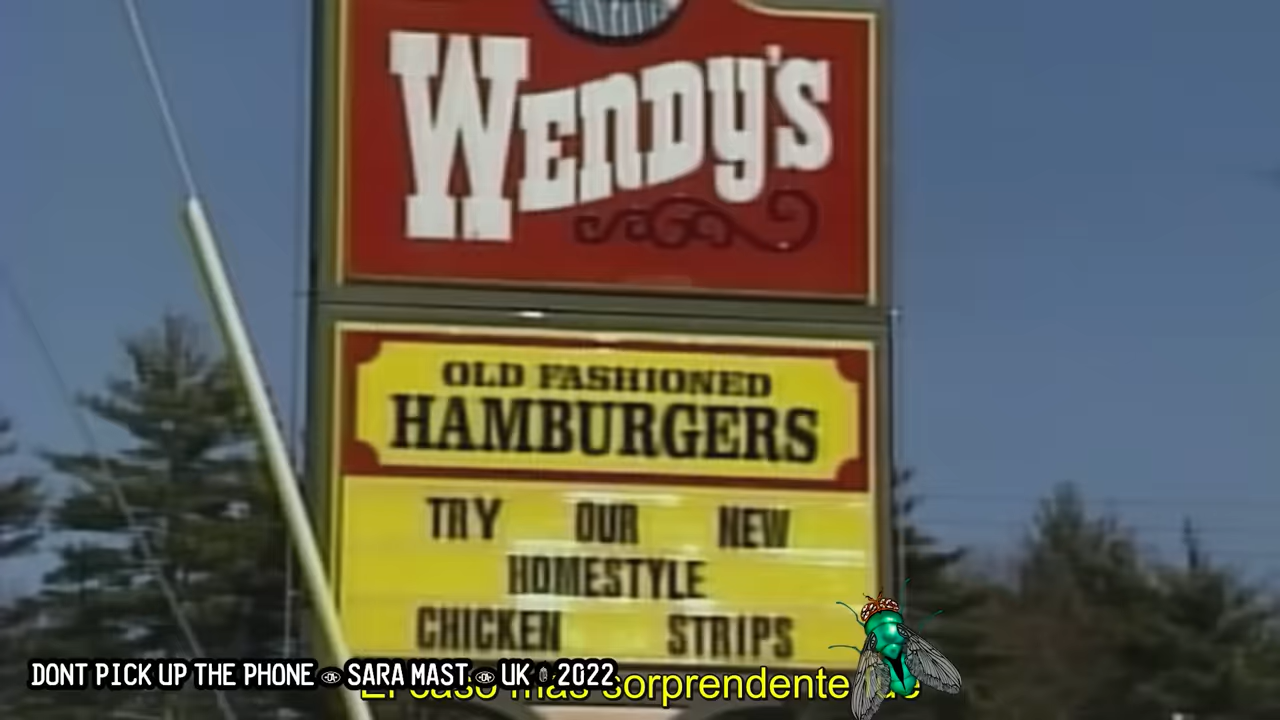 Wendy's
OLD FASHIONED
HAMBURGERS
TRY OUR NEW
HOMESTYLE
CHICKEN STRIPS
DONT PICK UP THE PHONE SARA MAST UK 2022
sorprendente